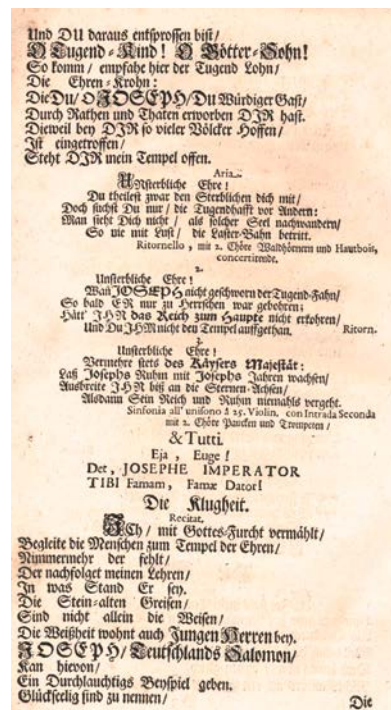 Und DU daraus entsprossen bist/
O Tugend-Kind! O Götter-Sohn!
So komm/ empfahe hier der Tugend Lohn/
Die Ehren-Krohn:
Die Du/ O JOSEPH/ Du Würdiger Gast/
Durch Rathen und Thaten erworben DIR hast.
Dieweil bey DIR so vieler Völcker Hoffen/
Ist eingetroffen/
Steht DIR mein Tempel offen.
Aria.
UNsterbliche Ehre!
Du theilest zwar den Sterblichen dich mit/
Doch suchst Du nur/ die Tugendhafft vor Andern:
Man sieht Dich nicht/ als solcher Seel nachwandern/
So nie mit Lust/ die Laster-Bahn betritt.
Ritornello, mit 2. Chöre Waldhörnern und Hautbois,
concertirende.
2.
Unsterbliche Ehre!
Wañ JOSEPH nicht geschworn der Tugend-Fahn/
So bald ER nur zu Herrschen war gebohren;
Hätt' IHR das Reich zum Haupte nicht erkohren/
Und Du IHM nicht den Tempel auffgethan. Ritorn.
3.
Unsterbliche Ehre!
Vermehre stets des Käysers Majestät:
Laß Josephs Ruhm mit Josephs Jahren wachsen/
Ausbreite IHR biß an die Sternen-Achsen/
Alsdann Sein Reich und Ruhm niemahls vergeht.
Sinfonia all' unisono à 25. Violin. con Intrada Seconda
mit 2. Chöre Paucken und Trompeten/
& Tutti.
Eja, Euge!
Det, JOSEPHE IMPERATOR
TIBI Famam, Famæ Dator!
Die Klugheit.
Recitat.
ICh/ mit Gottes-Furcht vermählt/
Begleite die Menschen zum Tempel der Ehren/
Nimmermehr der fehlt/
Der nachfolget meinen Lehren/
In was Stand Er sey.
Die Stein-alten Greisen/
Sind nicht allein die Weisen/
Die Weißheit wohnt auch Jungen Herren bey.
JOSEPH/ Teutschlands Salomon/
Kan hievon/
Ein Durchlauchtigs Beyspiel geben.
Glückseelig sind zu nennen/
Die